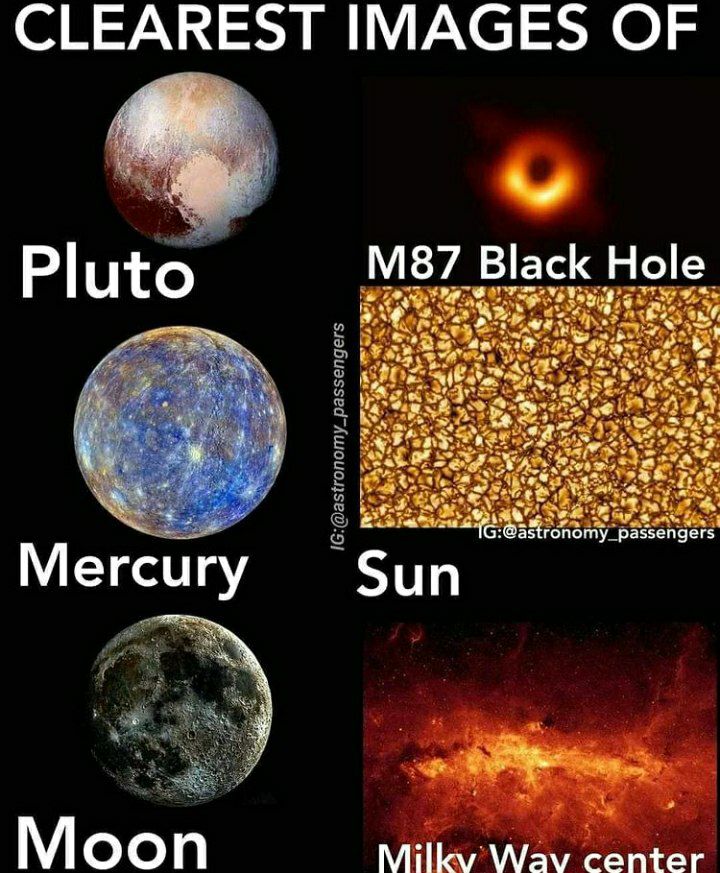 CLEAREST IMAGES OF
Pluto
M87 Black Hole
IG:@astronomy_passengers
IG:@astronomy_passengers
Mercury
Sun
Moon
Milky Way center